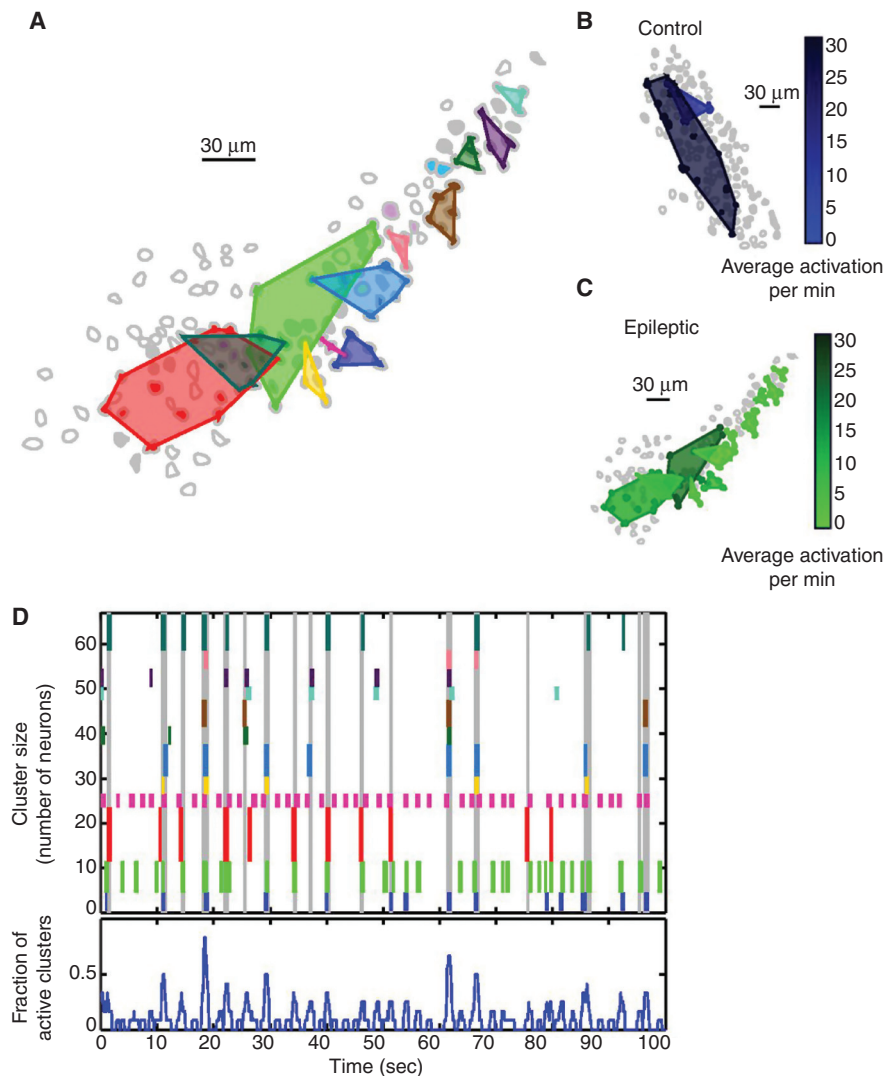 A
30 μm
B
Control
30 μm
30
25
20
15
10
5
0
Average activation
per min
C
Epileptic
30 μm
30
25
20
15
10
5
0
Average activation
per min
D
Cluster size
(number of neurons)
60
50
40
30
20
10
0
Fraction of
active clusters
0.5
0
0 10 20 30 40 50 60 70 80 90 100
Time (sec)